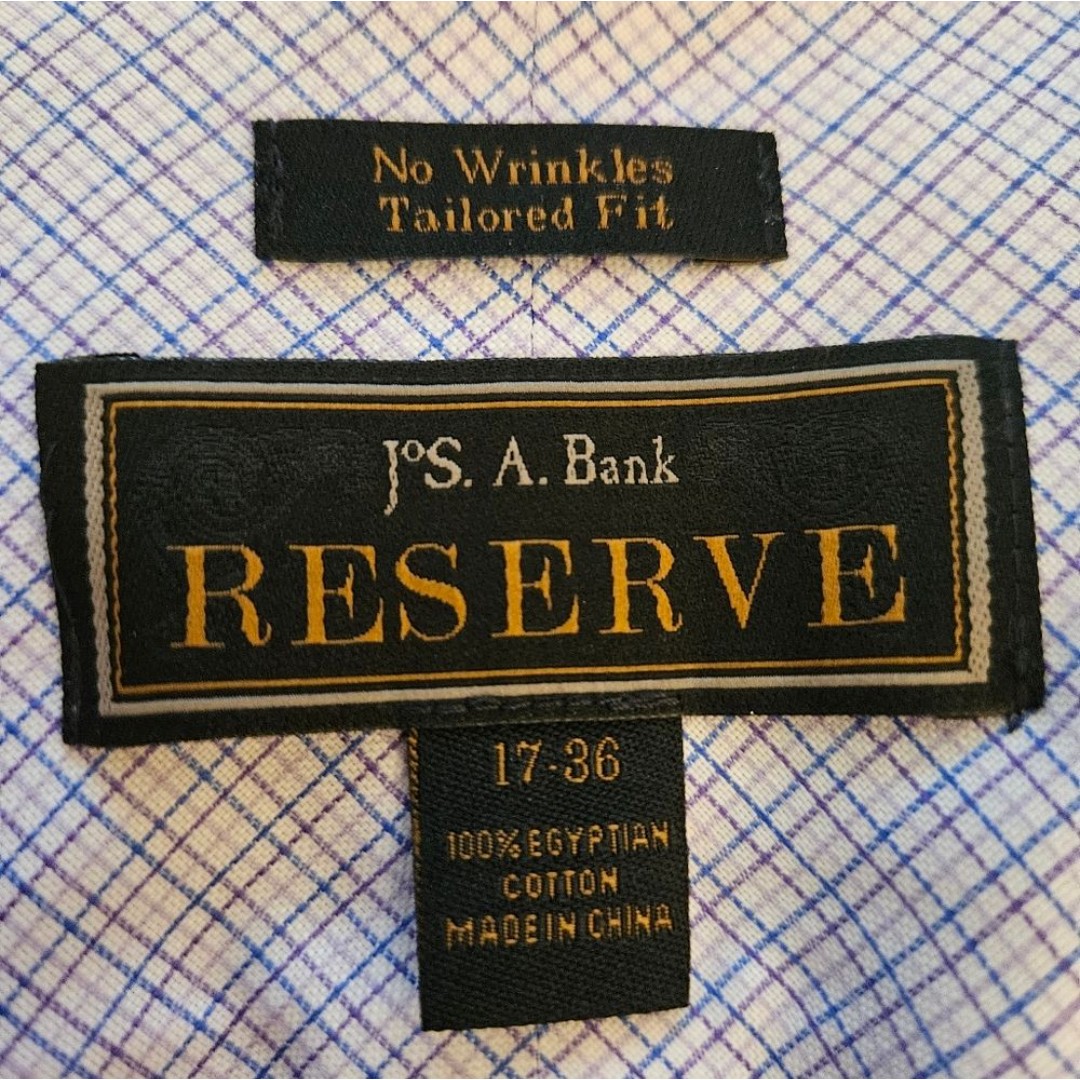 No Wrinkles
Tailored Fit
JoS. A. Bank
RESERVE
17-36
100% EGYPTIAN
COTTON
MADE IN CHINA